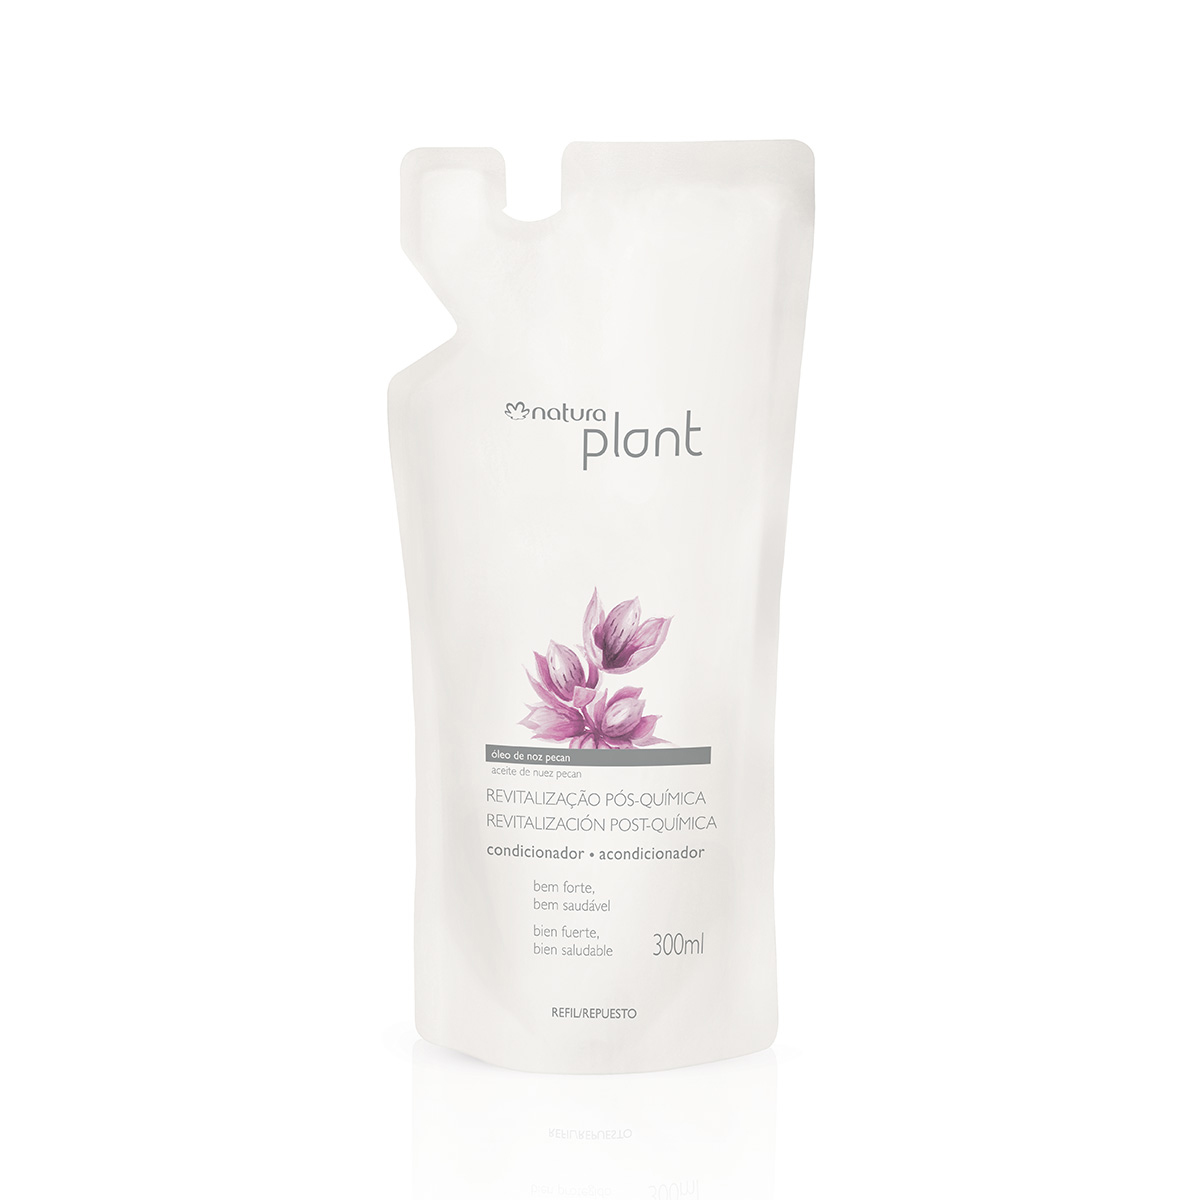 natura
plant
óleo de noz pecan
aceite de nuez pecan
REVITALIZAÇÃO PÓS-QUÍMICA
REVITALIZACIÓN POST-QUÍMICA
condicionador • acondicionador
bem forte,
bem saudável
bien fuerte,
bien saludable
300ml
REFIL/REPUESTO